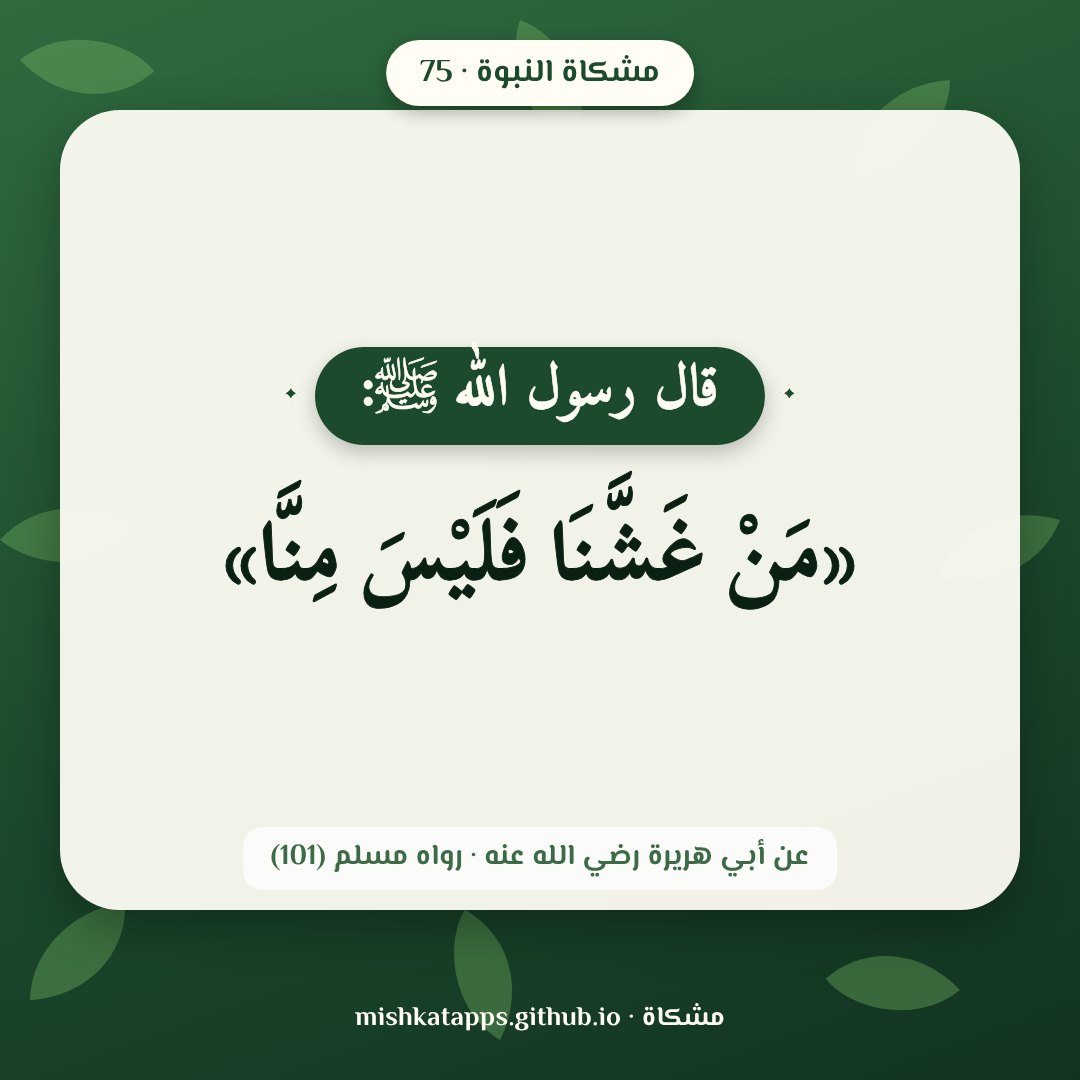 مشكاة النبوة · 75
قال رسول الله ﷺ:
«مَنْ غَشَّنَا فَلَيْسَ مِنَّا»
عن أبي هريرة رضي الله عنه · رواه مسلم (101)
مشكاة · mishkatapps.github.io